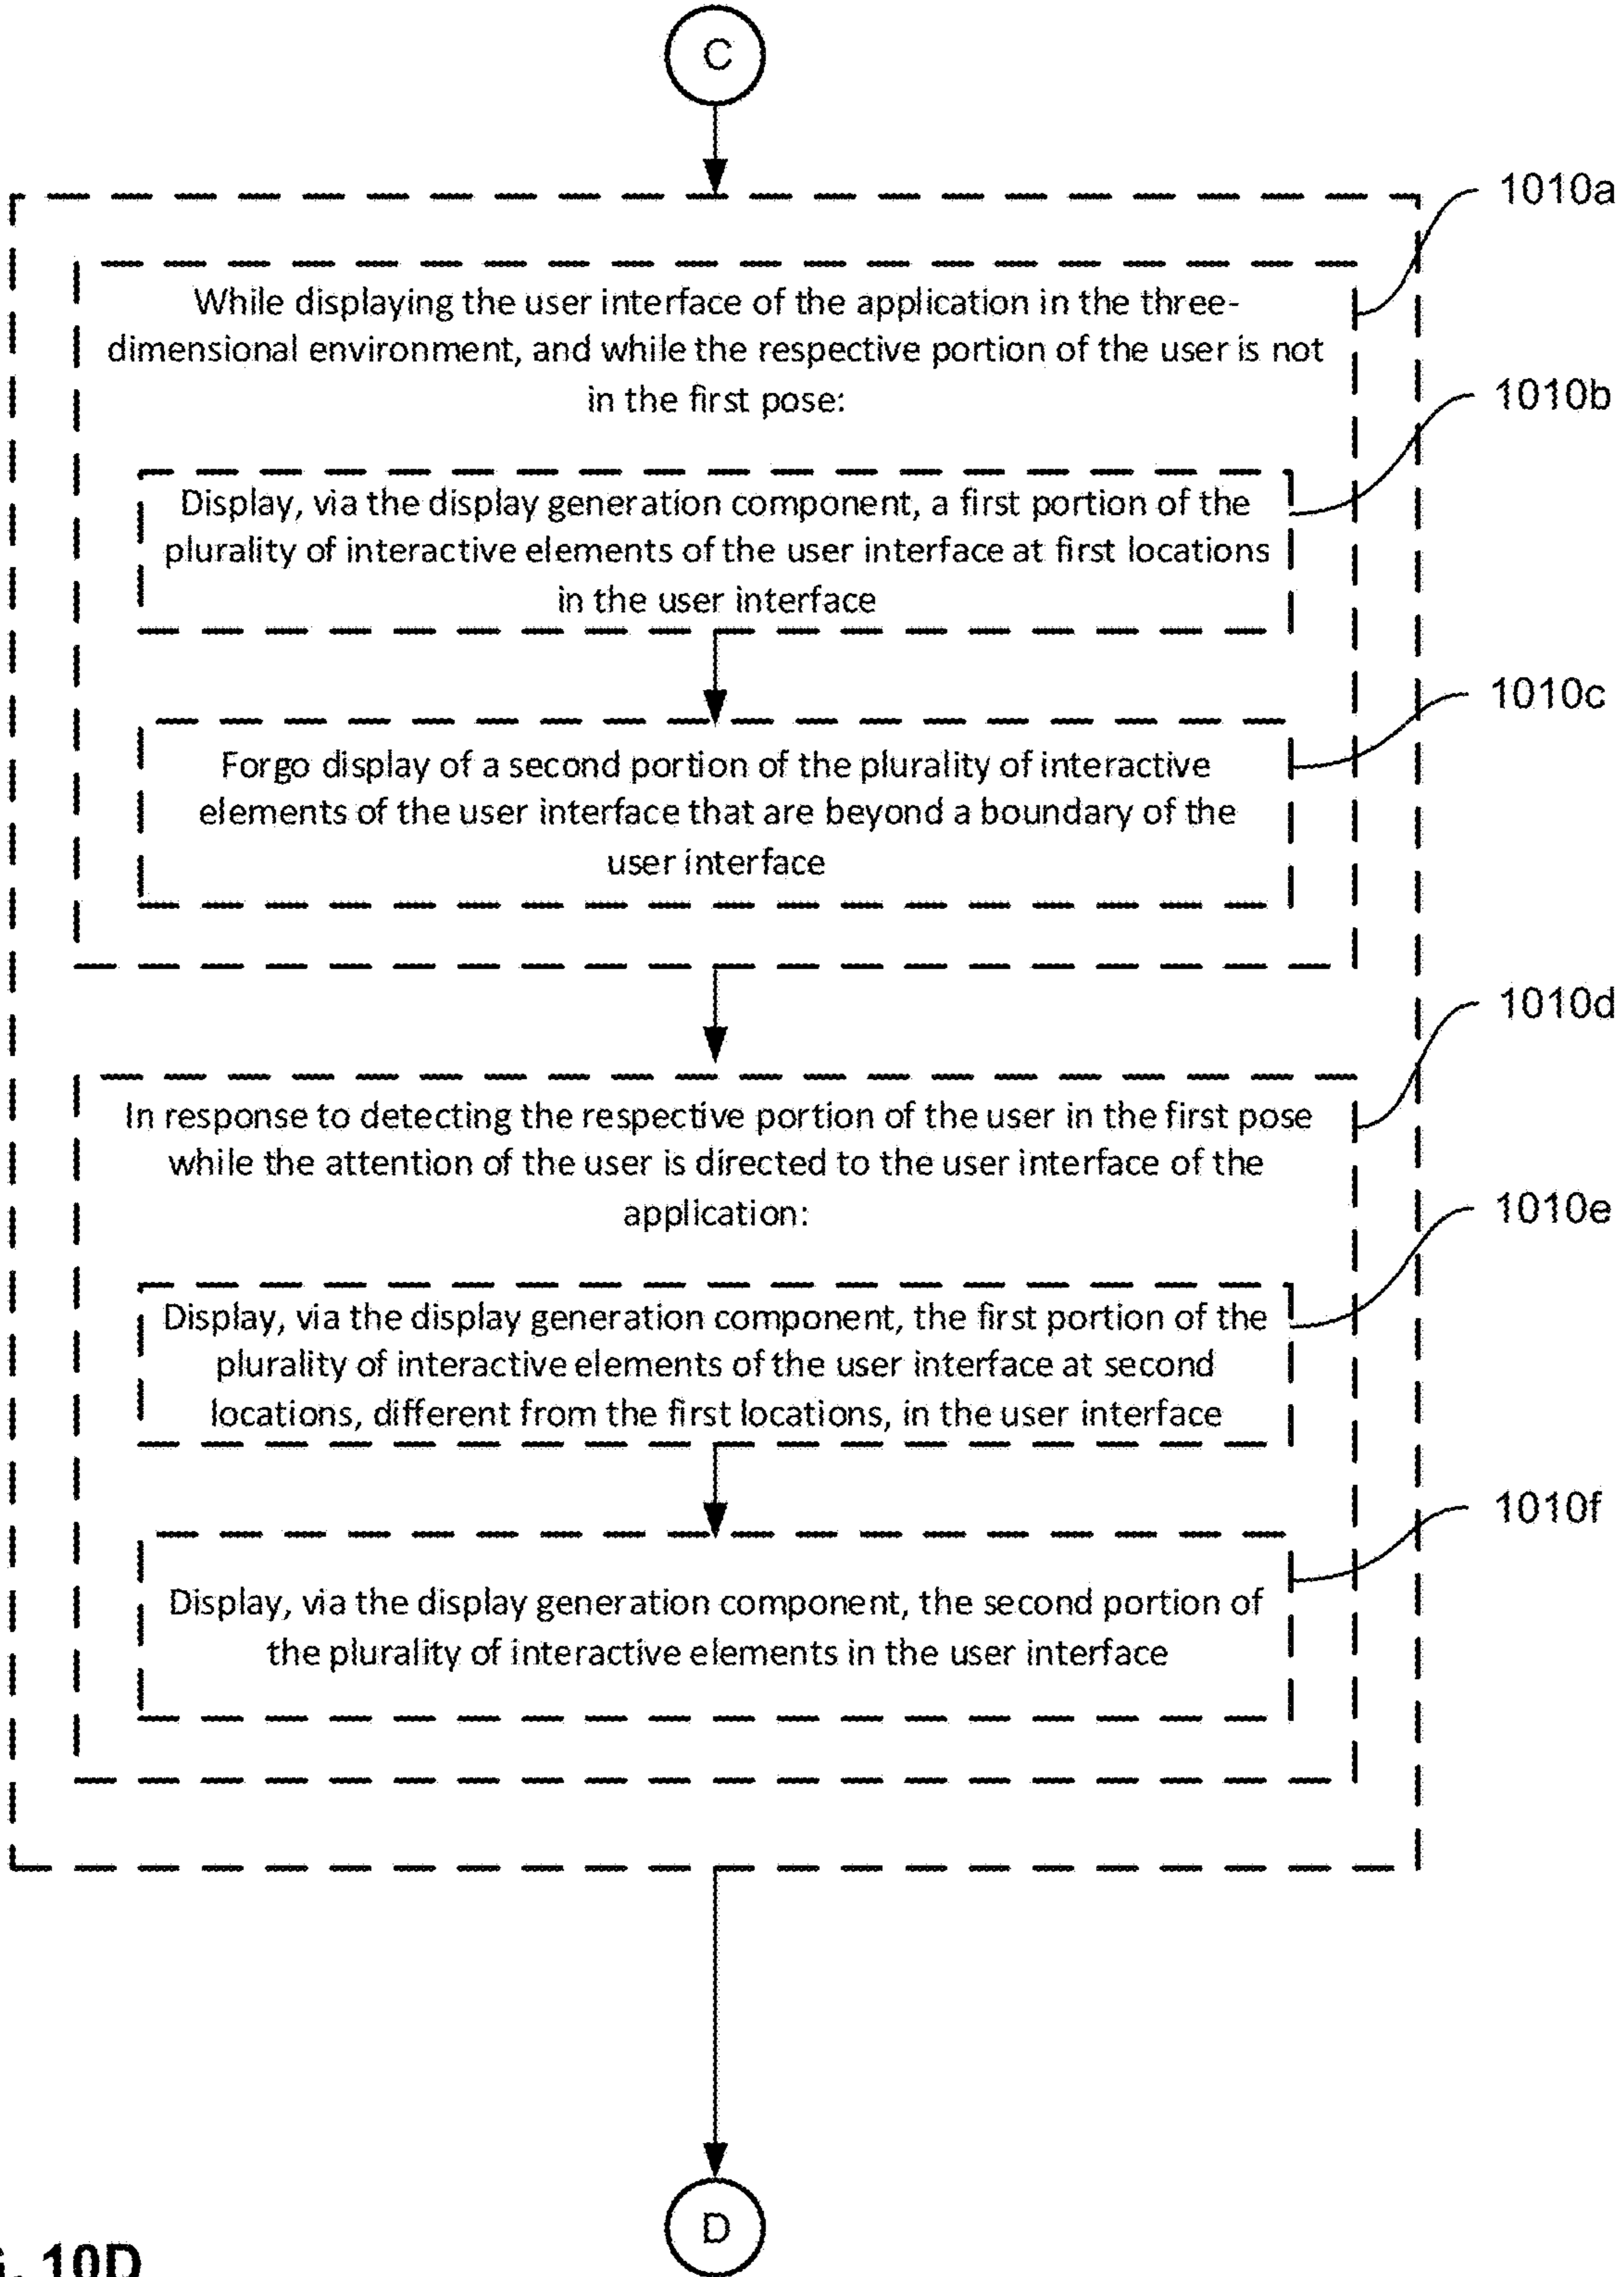 C
1010a
While displaying the user interface of the application in the three-
dimensional environment, and while the respective portion of the user is not
in the first pose:
1010b
Display, via the display generation component, a first portion of the
plurality of interactive elements of the user interface at first locations
in the user interface
1010c
Forgo display of a second portion of the plurality of interactive
elements of the user interface that are beyond a boundary of the
user interface
1010d
In response to detecting the respective portion of the user in the first pose
while the attention of the user is directed to the user interface of the
application:
1010e
Display, via the display generation component, the first portion of the
plurality of interactive elements of the user interface at second
locations, different from the first locations, in the user interface
1010f
Display, via the display generation component, the second portion of
the plurality of interactive elements in the user interface
D
10D